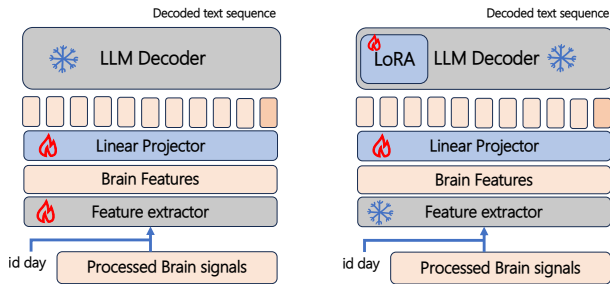 Decoded text sequence
LLM Decoder
Linear Projector
Brain Features
Feature extractor
id day
Processed Brain signals
Decoded text sequence
LoRA
LLM Decoder
Linear Projector
Brain Features
Feature extractor
id day
Processed Brain signals